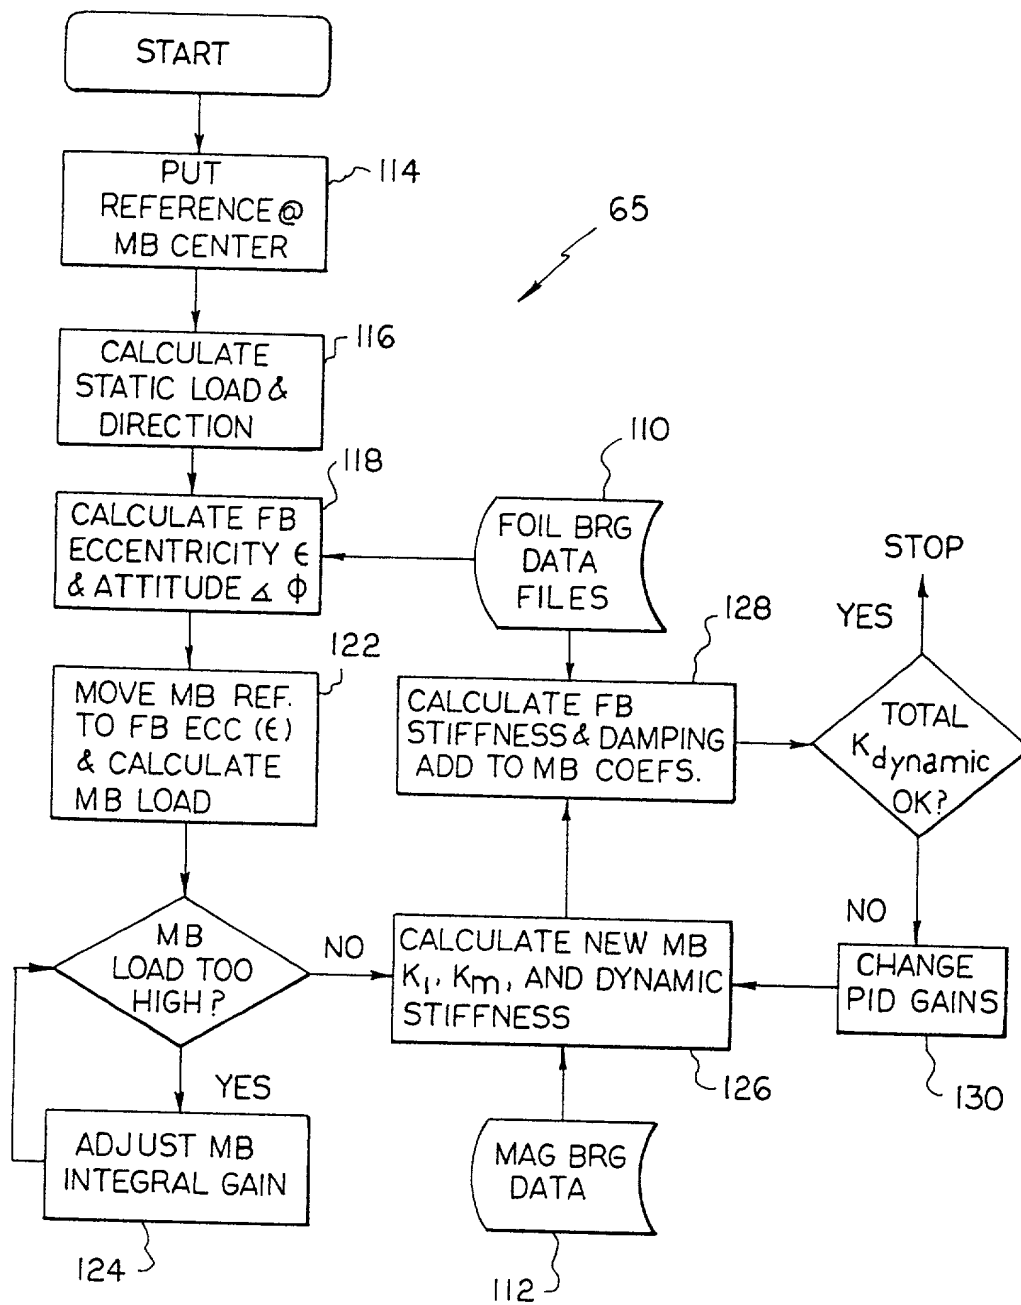 START
PUT
REFERENCE @
MB CENTER
114
65
CALCULATE
STATIC LOAD &
DIRECTION
116
CALCULATE FB
ECCENTRICITY ϵ
& ATTITUDE ∡ ϕ
118
FOIL BRG
DATA
FILES
110
MOVE MB REF.
TO FB ECC (ϵ)
& CALCULATE
MB LOAD
122
CALCULATE FB
STIFFNESS & DAMPING
ADD TO MB COEFS.
128
STOP
YES
TOTAL
Kdynamic
OK?
NO
MB
LOAD TOO
HIGH?
NO
YES
CALCULATE NEW MB
Ki, Km, AND DYNAMIC
STIFFNESS
126
CHANGE
PID GAINS
130
ADJUST MB
INTEGRAL GAIN
124
MAG BRG
DATA
112